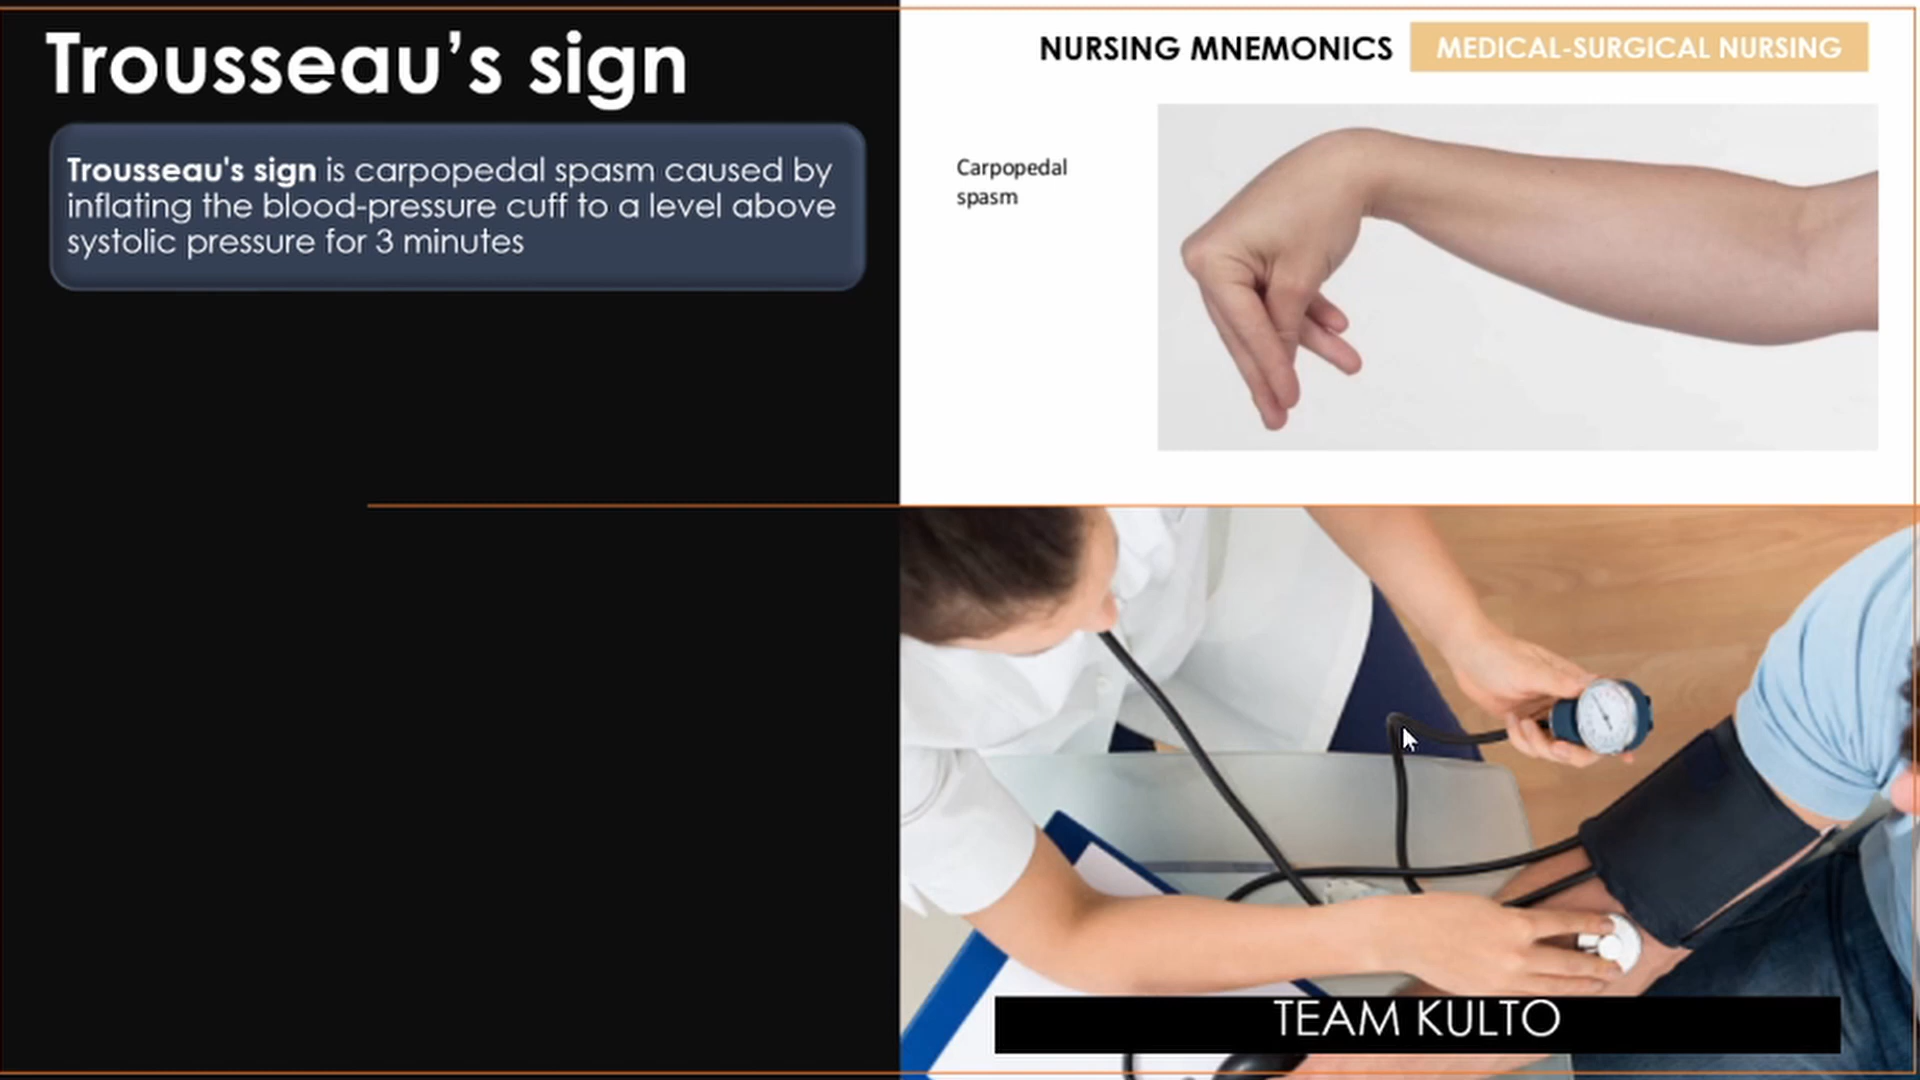 Trousseau’s sign
Trousseau's sign is carpopedal spasm caused by
inflating the blood-pressure cuff to a level above
systolic pressure for 3 minutes
NURSING MNEMONICS
MEDICAL-SURGICAL NURSING
Carpopedal
spasm
TEAM KULTO